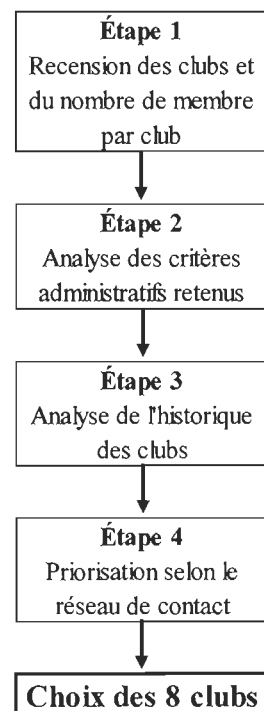 Étape 1
Recension des clubs et
du nombre de membre
par club
Étape 2
Analyse des critères
administratifs retenus
Étape 3
Analyse de l'historique
des clubs
Étape 4
Priorisation selon le
réseau de contact
Choix des 8 clubs